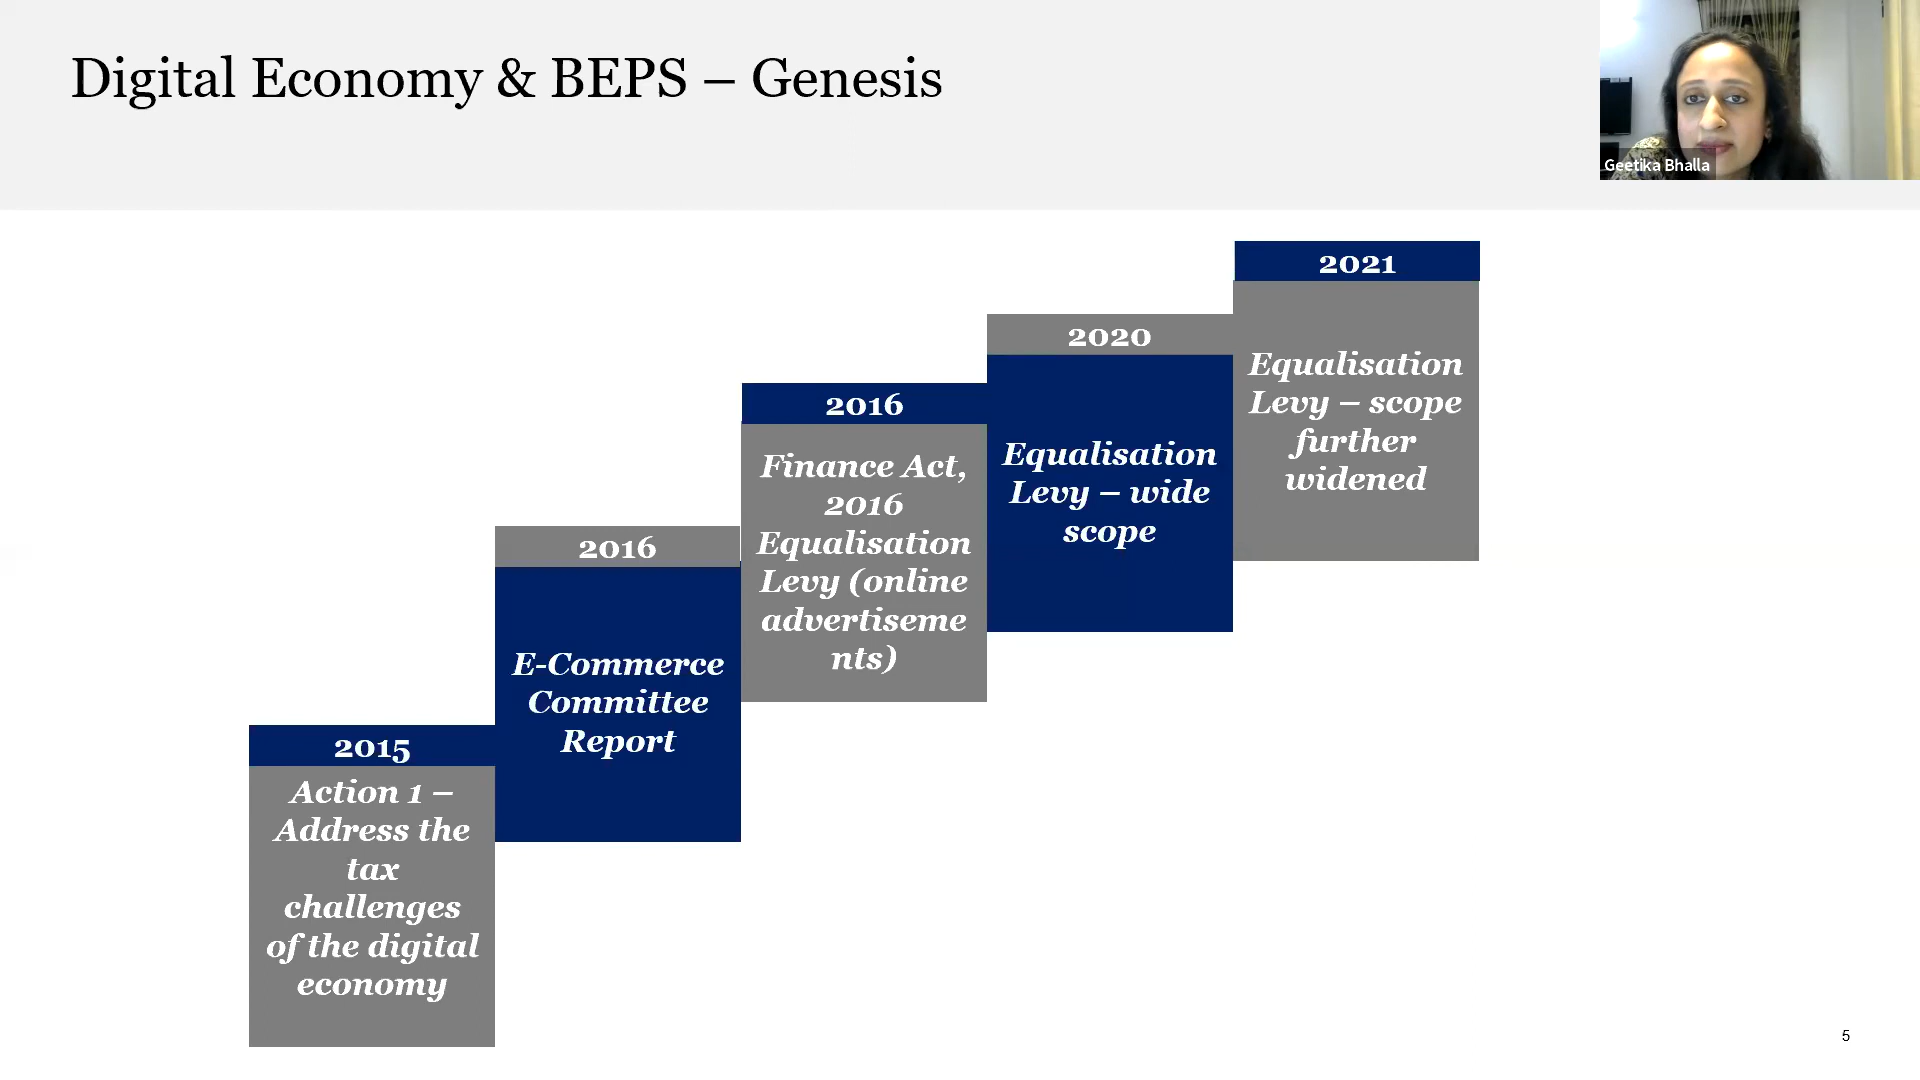 Digital Economy & BEPS – Genesis
Geetika Bhalla
2015
Action 1 –
Address the
tax
challenges
of the digital
economy
2016
E-Commerce
Committee
Report
2016
Finance Act,
2016
Equalisation
Levy (online
advertiseme
nts)
2020
Equalisation
Levy – wide
scope
2021
Equalisation
Levy – scope
further
widened
5